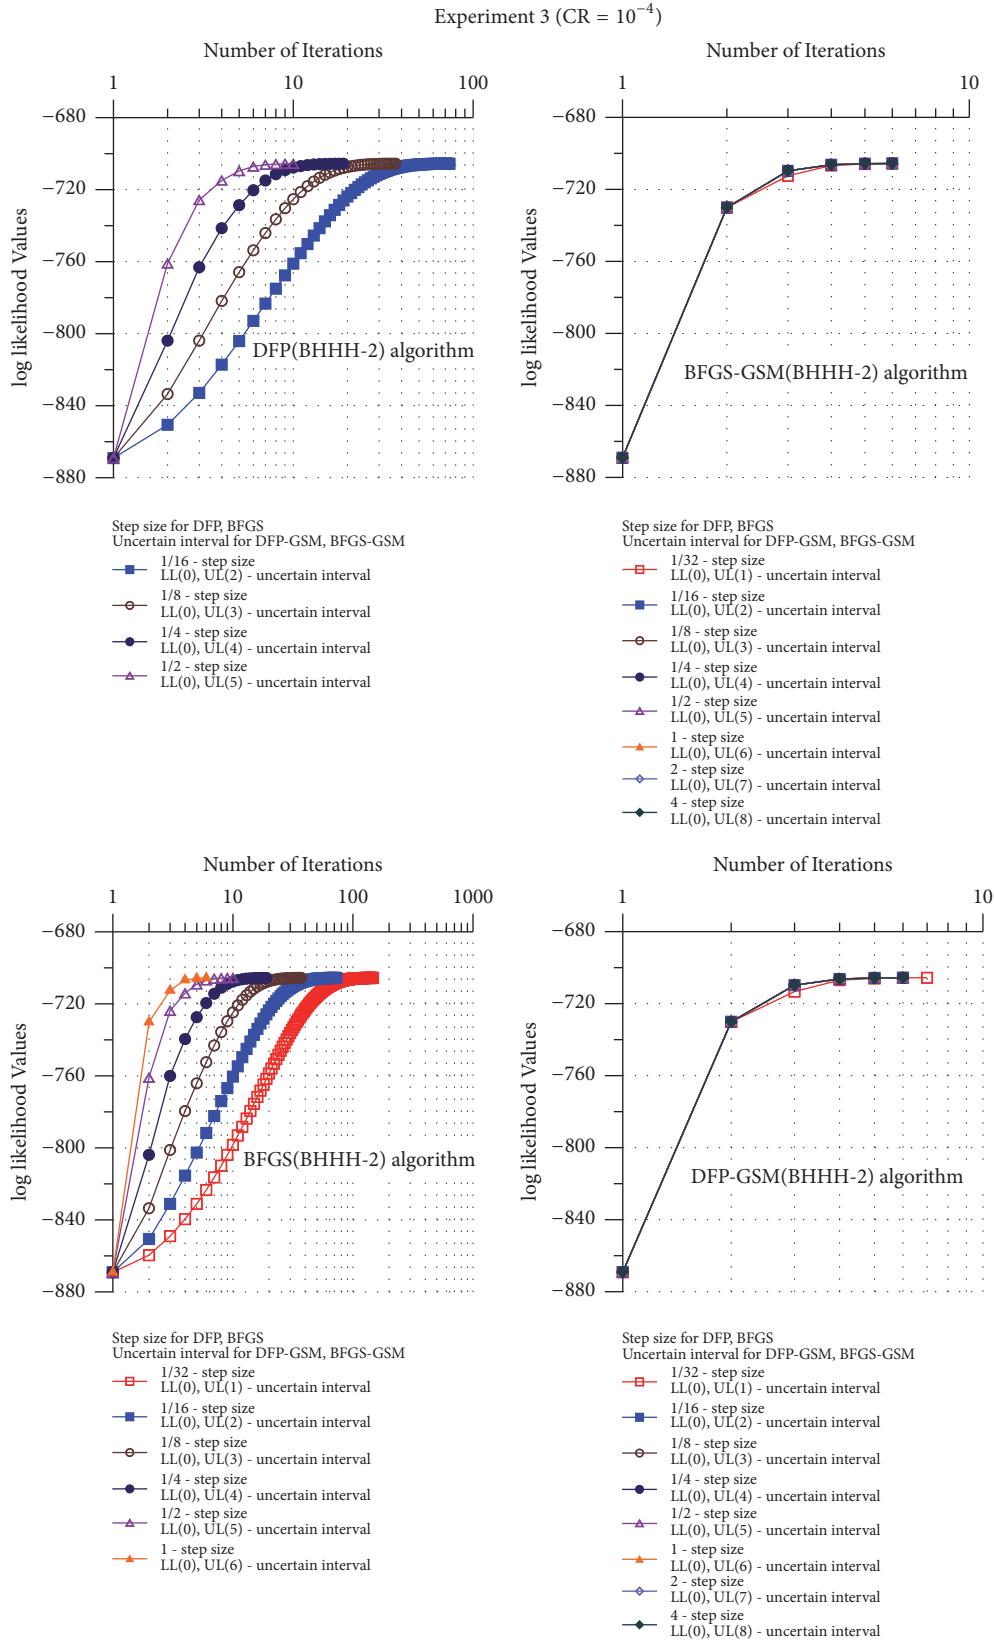 Experiment 3 (CR = 10⁻⁴)
Number of Iterations
1 10 100
−680
−720
−760
−800
−840
−880
log likelihood Values
DFP(BHHH-2) algorithm
Step size for DFP, BFGS
Uncertain interval for DFP-GSM, BFGS-GSM
1/16 - step size
LL(0), UL(2) - uncertain interval
1/8 - step size
LL(0), UL(3) - uncertain interval
1/4 - step size
LL(0), UL(4) - uncertain interval
1/2 - step size
LL(0), UL(5) - uncertain interval
Number of Iterations
1 10
−680
−720
−760
−800
−840
−880
log likelihood Values
BFGS-GSM(BHHH-2) algorithm
Step size for DFP, BFGS
Uncertain interval for DFP-GSM, BFGS-GSM
1/32 - step size
LL(0), UL(1) - uncertain interval
1/16 - step size
LL(0), UL(2) - uncertain interval
1/8 - step size
LL(0), UL(3) - uncertain interval
1/4 - step size
LL(0), UL(4) - uncertain interval
1/2 - step size
LL(0), UL(5) - uncertain interval
1 - step size
LL(0), UL(6) - uncertain interval
2 - step size
LL(0), UL(7) - uncertain interval
4 - step size
LL(0), UL(8) - uncertain interval
Number of Iterations
1 10 100 1000
−680
−720
−760
−800
−840
−880
log likelihood Values
BFGS(BHHH-2) algorithm
Step size for DFP, BFGS
Uncertain interval for DFP-GSM, BFGS-GSM
1/32 - step size
LL(0), UL(1) - uncertain interval
1/16 - step size
LL(0), UL(2) - uncertain interval
1/8 - step size
LL(0), UL(3) - uncertain interval
1/4 - step size
LL(0), UL(4) - uncertain interval
1/2 - step size
LL(0), UL(5) - uncertain interval
1 - step size
LL(0), UL(6) - uncertain interval
Number of Iterations
1 10
−680
−720
−760
−800
−840
−880
log likelihood Values
DFP-GSM(BHHH-2) algorithm
Step size for DFP, BFGS
Uncertain interval for DFP-GSM, BFGS-GSM
1/32 - step size
LL(0), UL(1) - uncertain interval
1/16 - step size
LL(0), UL(2) - uncertain interval
1/8 - step size
LL(0), UL(3) - uncertain interval
1/4 - step size
LL(0), UL(4) - uncertain interval
1/2 - step size
LL(0), UL(5) - uncertain interval
1 - step size
LL(0), UL(6) - uncertain interval
2 - step size
LL(0), UL(7) - uncertain interval
4 - step size
LL(0), UL(8) - uncertain interval